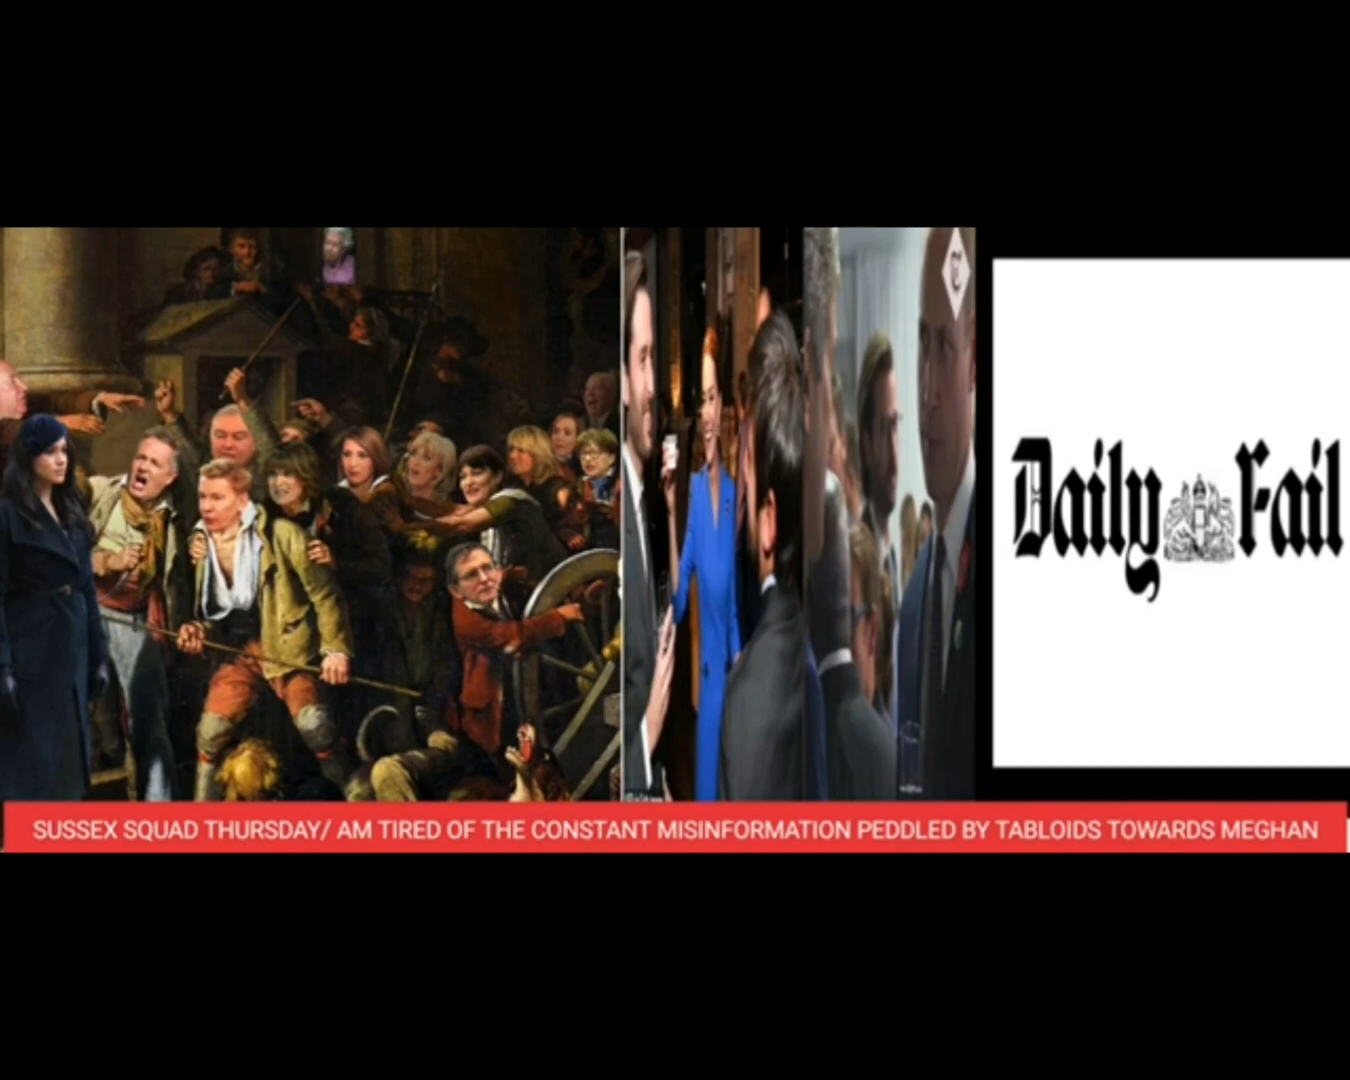 Daily Fail
SUSSEX SQUAD THURSDAY/ AM TIRED OF THE CONSTANT MISINFORMATION PEDDLED BY TABLOIDS TOWARDS MEGHAN